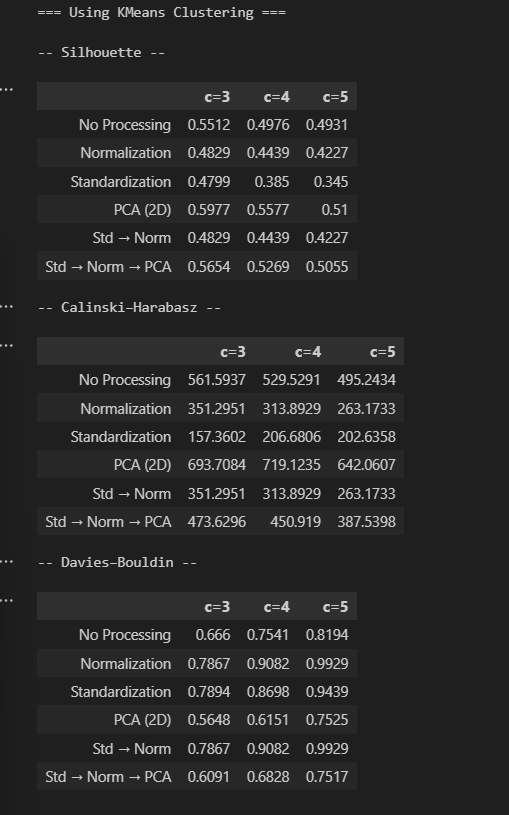 === Using KMeans Clustering ===
-- Silhouette --
c=3 c=4 c=5
No Processing 0.5512 0.4976 0.4931
Normalization 0.4829 0.4439 0.4227
Standardization 0.4799 0.385 0.345
PCA (2D) 0.5977 0.5577 0.51
Std → Norm 0.4829 0.4439 0.4227
Std → Norm → PCA 0.5654 0.5269 0.5055
-- Calinski–Harabasz --
c=3 c=4 c=5
No Processing 561.5937 529.5291 495.2434
Normalization 351.2951 313.8929 263.1733
Standardization 157.3602 206.6806 202.6358
PCA (2D) 693.7084 719.1235 642.0607
Std → Norm 351.2951 313.8929 263.1733
Std → Norm → PCA 473.6296 450.919 387.5398
-- Davies–Bouldin --
c=3 c=4 c=5
No Processing 0.666 0.7541 0.8194
Normalization 0.7867 0.9082 0.9929
Standardization 0.7894 0.8698 0.9439
PCA (2D) 0.5648 0.6151 0.7525
Std → Norm 0.7867 0.9082 0.9929
Std → Norm → PCA 0.6091 0.6828 0.7517